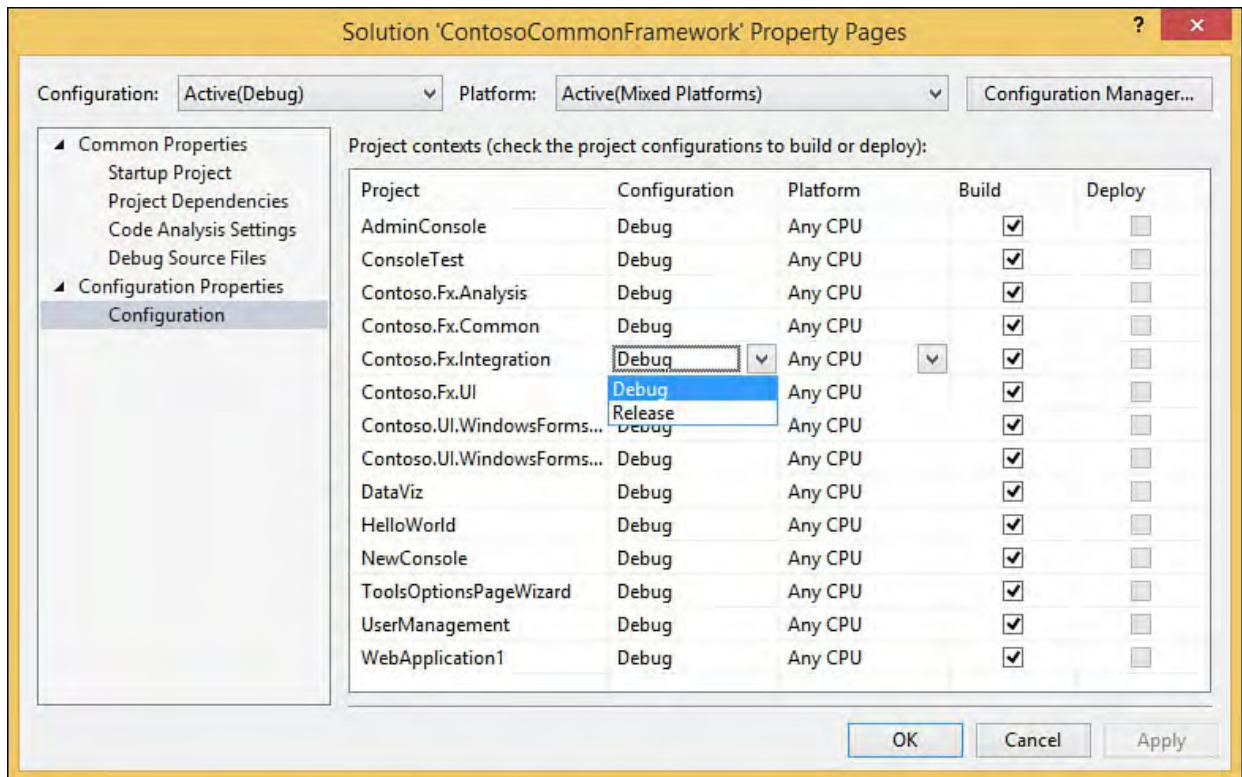 Solution 'ContosoCommonFramework' Property Pages ?
Configuration: Active(Debug) Platform: Active(Mixed Platforms) Configuration Manager...
Common Properties
Startup Project
Project Dependencies
Code Analysis Settings
Debug Source Files
Configuration Properties
Configuration
Project contexts (check the project configurations to build or deploy):
Project Configuration Platform Build Deploy
AdminConsole Debug Any CPU
ConsoleTest Debug Any CPU
Contoso.Fx.Analysis Debug Any CPU
Contoso.Fx.Common Debug Any CPU
Contoso.Fx.Integration Debug Any CPU
Contoso.Fx.UI Debug Any CPU
Release
Contoso.UI.WindowsForms... Debug Any CPU
Contoso.UI.WindowsForms... Debug Any CPU
DataViz Debug Any CPU
HelloWorld Debug Any CPU
NewConsole Debug Any CPU
ToolsOptionsPageWizard Debug Any CPU
UserManagement Debug Any CPU
WebApplication1 Debug Any CPU
OK Cancel Apply